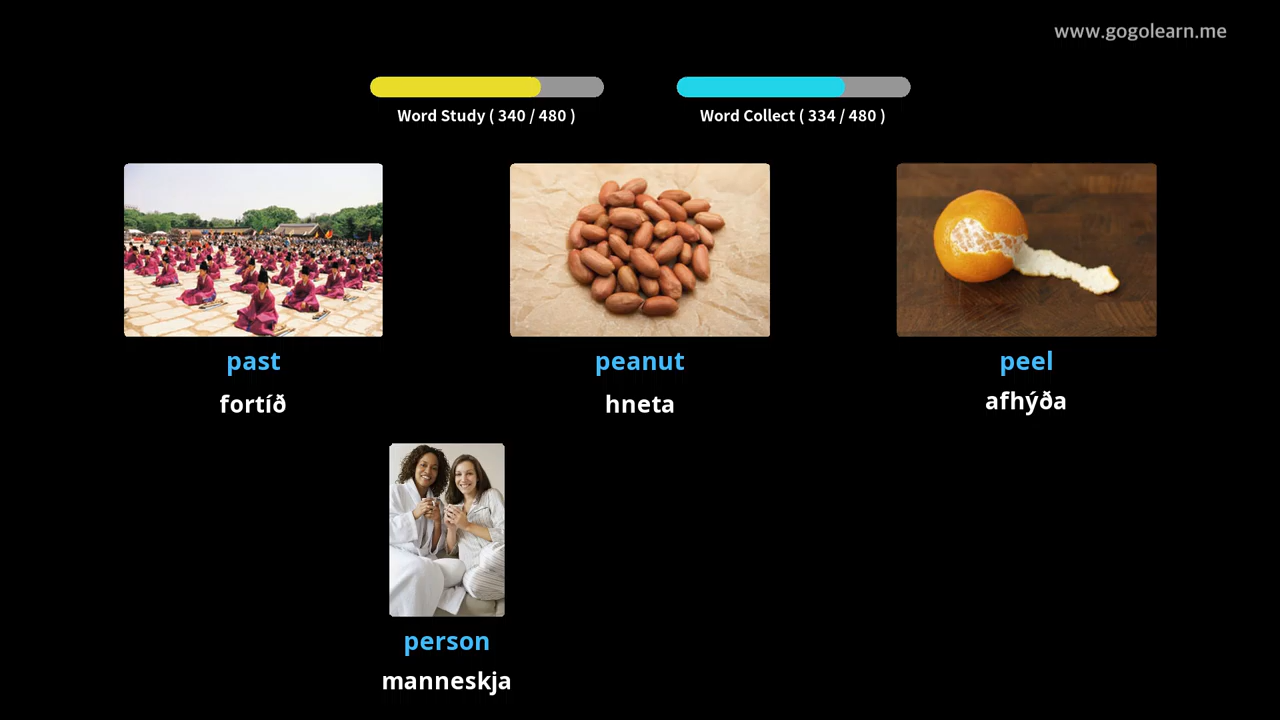 www.gogolearn.me
Word Study ( 340 / 480 )
Word Collect ( 334 / 480 )
past
peanut
peel
fortíð
hneta
afhýða
person
manneskja